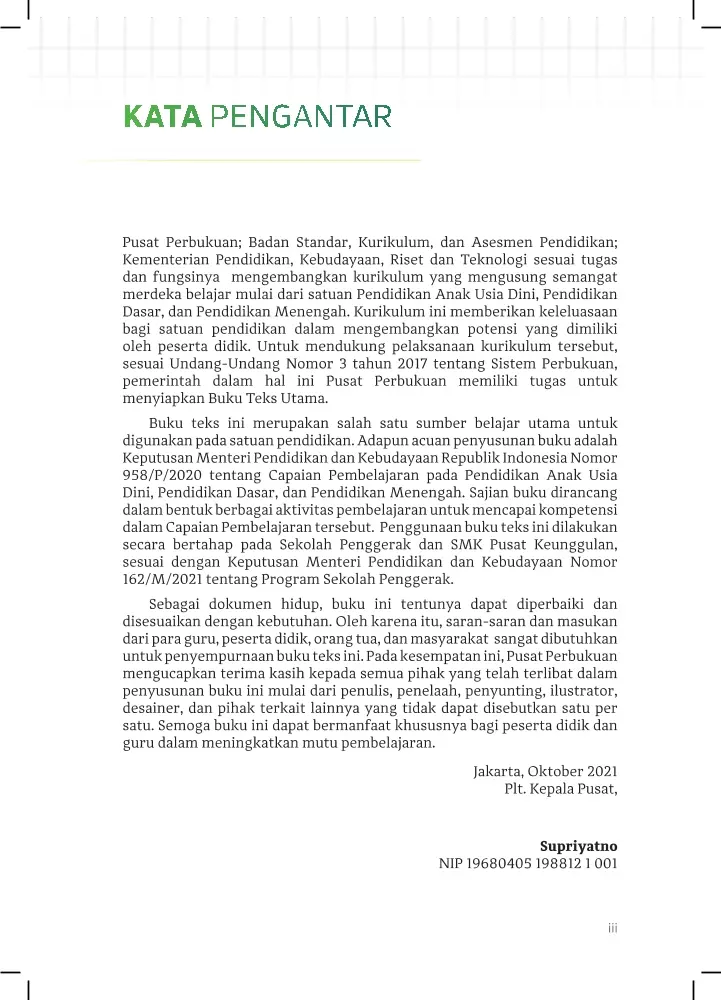 KATA PENGANTAR
Pusat Perbukuan; Badan Standar, Kurikulum, dan Asesmen Pendidikan;
Kementerian Pendidikan, Kebudayaan, Riset dan Teknologi sesuai tugas
dan fungsinya mengembangkan kurikulum yang mengusung semangat
merdeka belajar mulai dari satuan Pendidikan Anak Usia Dini, Pendidikan
Dasar, dan Pendidikan Menengah. Kurikulum ini memberikan keleluasaan
bagi satuan pendidikan dalam mengembangkan potensi yang dimiliki
oleh peserta didik. Untuk mendukung pelaksanaan kurikulum tersebut,
sesuai Undang-Undang Nomor 3 tahun 2017 tentang Sistem Perbukuan,
pemerintah dalam hal ini Pusat Perbukuan memiliki tugas untuk
menyiapkan Buku Teks Utama.
Buku teks ini merupakan salah satu sumber belajar utama untuk
digunakan pada satuan pendidikan. Adapun acuan penyusunan buku adalah
Keputusan Menteri Pendidikan dan Kebudayaan Republik Indonesia Nomor
958/P/2020 tentang Capaian Pembelajaran pada Pendidikan Anak Usia
Dini, Pendidikan Dasar, dan Pendidikan Menengah. Sajian buku dirancang
dalam bentuk berbagai aktivitas pembelajaran untuk mencapai kompetensi
dalam Capaian Pembelajaran tersebut. Penggunaan buku teks ini dilakukan
secara bertahap pada Sekolah Penggerak dan SMK Pusat Keunggulan,
sesuai dengan Keputusan Menteri Pendidikan dan Kebudayaan Nomor
162/M/2021 tentang Program Sekolah Penggerak.
Sebagai dokumen hidup, buku ini tentunya dapat diperbaiki dan
disesuaikan dengan kebutuhan. Oleh karena itu, saran-saran dan masukan
dari para guru, peserta didik, orang tua, dan masyarakat sangat dibutuhkan
untuk penyempurnaan buku teks ini. Pada kesempatan ini, Pusat Perbukuan
mengucapkan terima kasih kepada semua pihak yang telah terlibat dalam
penyusunan buku ini mulai dari penulis, penelaah, penyunting, ilustrator,
desainer, dan pihak terkait lainnya yang tidak dapat disebutkan satu per
satu. Semoga buku ini dapat bermanfaat khususnya bagi peserta didik dan
guru dalam meningkatkan mutu pembelajaran.
Jakarta, Oktober 2021
Plt. Kepala Pusat,
Supriyatno
NIP 19680405 198812 1 001
iii